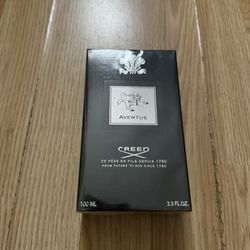 AVENTUS
CREED
DE PÈRE EN FILS DEPUIS 1760
FROM FATHER TO SON SINCE 1760
100 ML 3.3 FL.OZ.